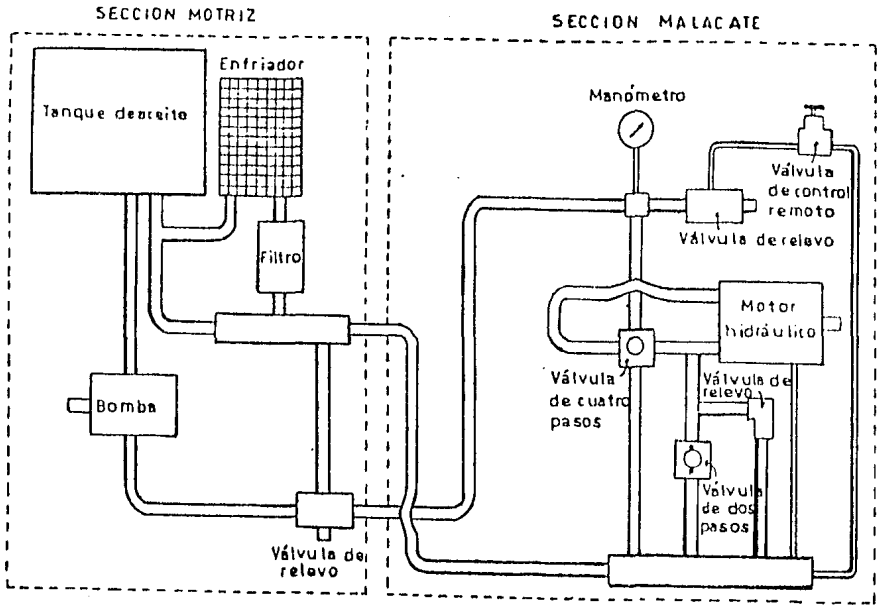 SECCION MOTRIZ
SECCION MALACATE
Tanque deaceito
Enfriador
Filtro
Bomba
Válvula de
relevo
Manómetro
Válvula
de control
remoto
Válvula de relevo
Motor
hidráulico
Válvula
de cuatro
pasos
Válvula de
relevo
Válvula
de dos
pasos